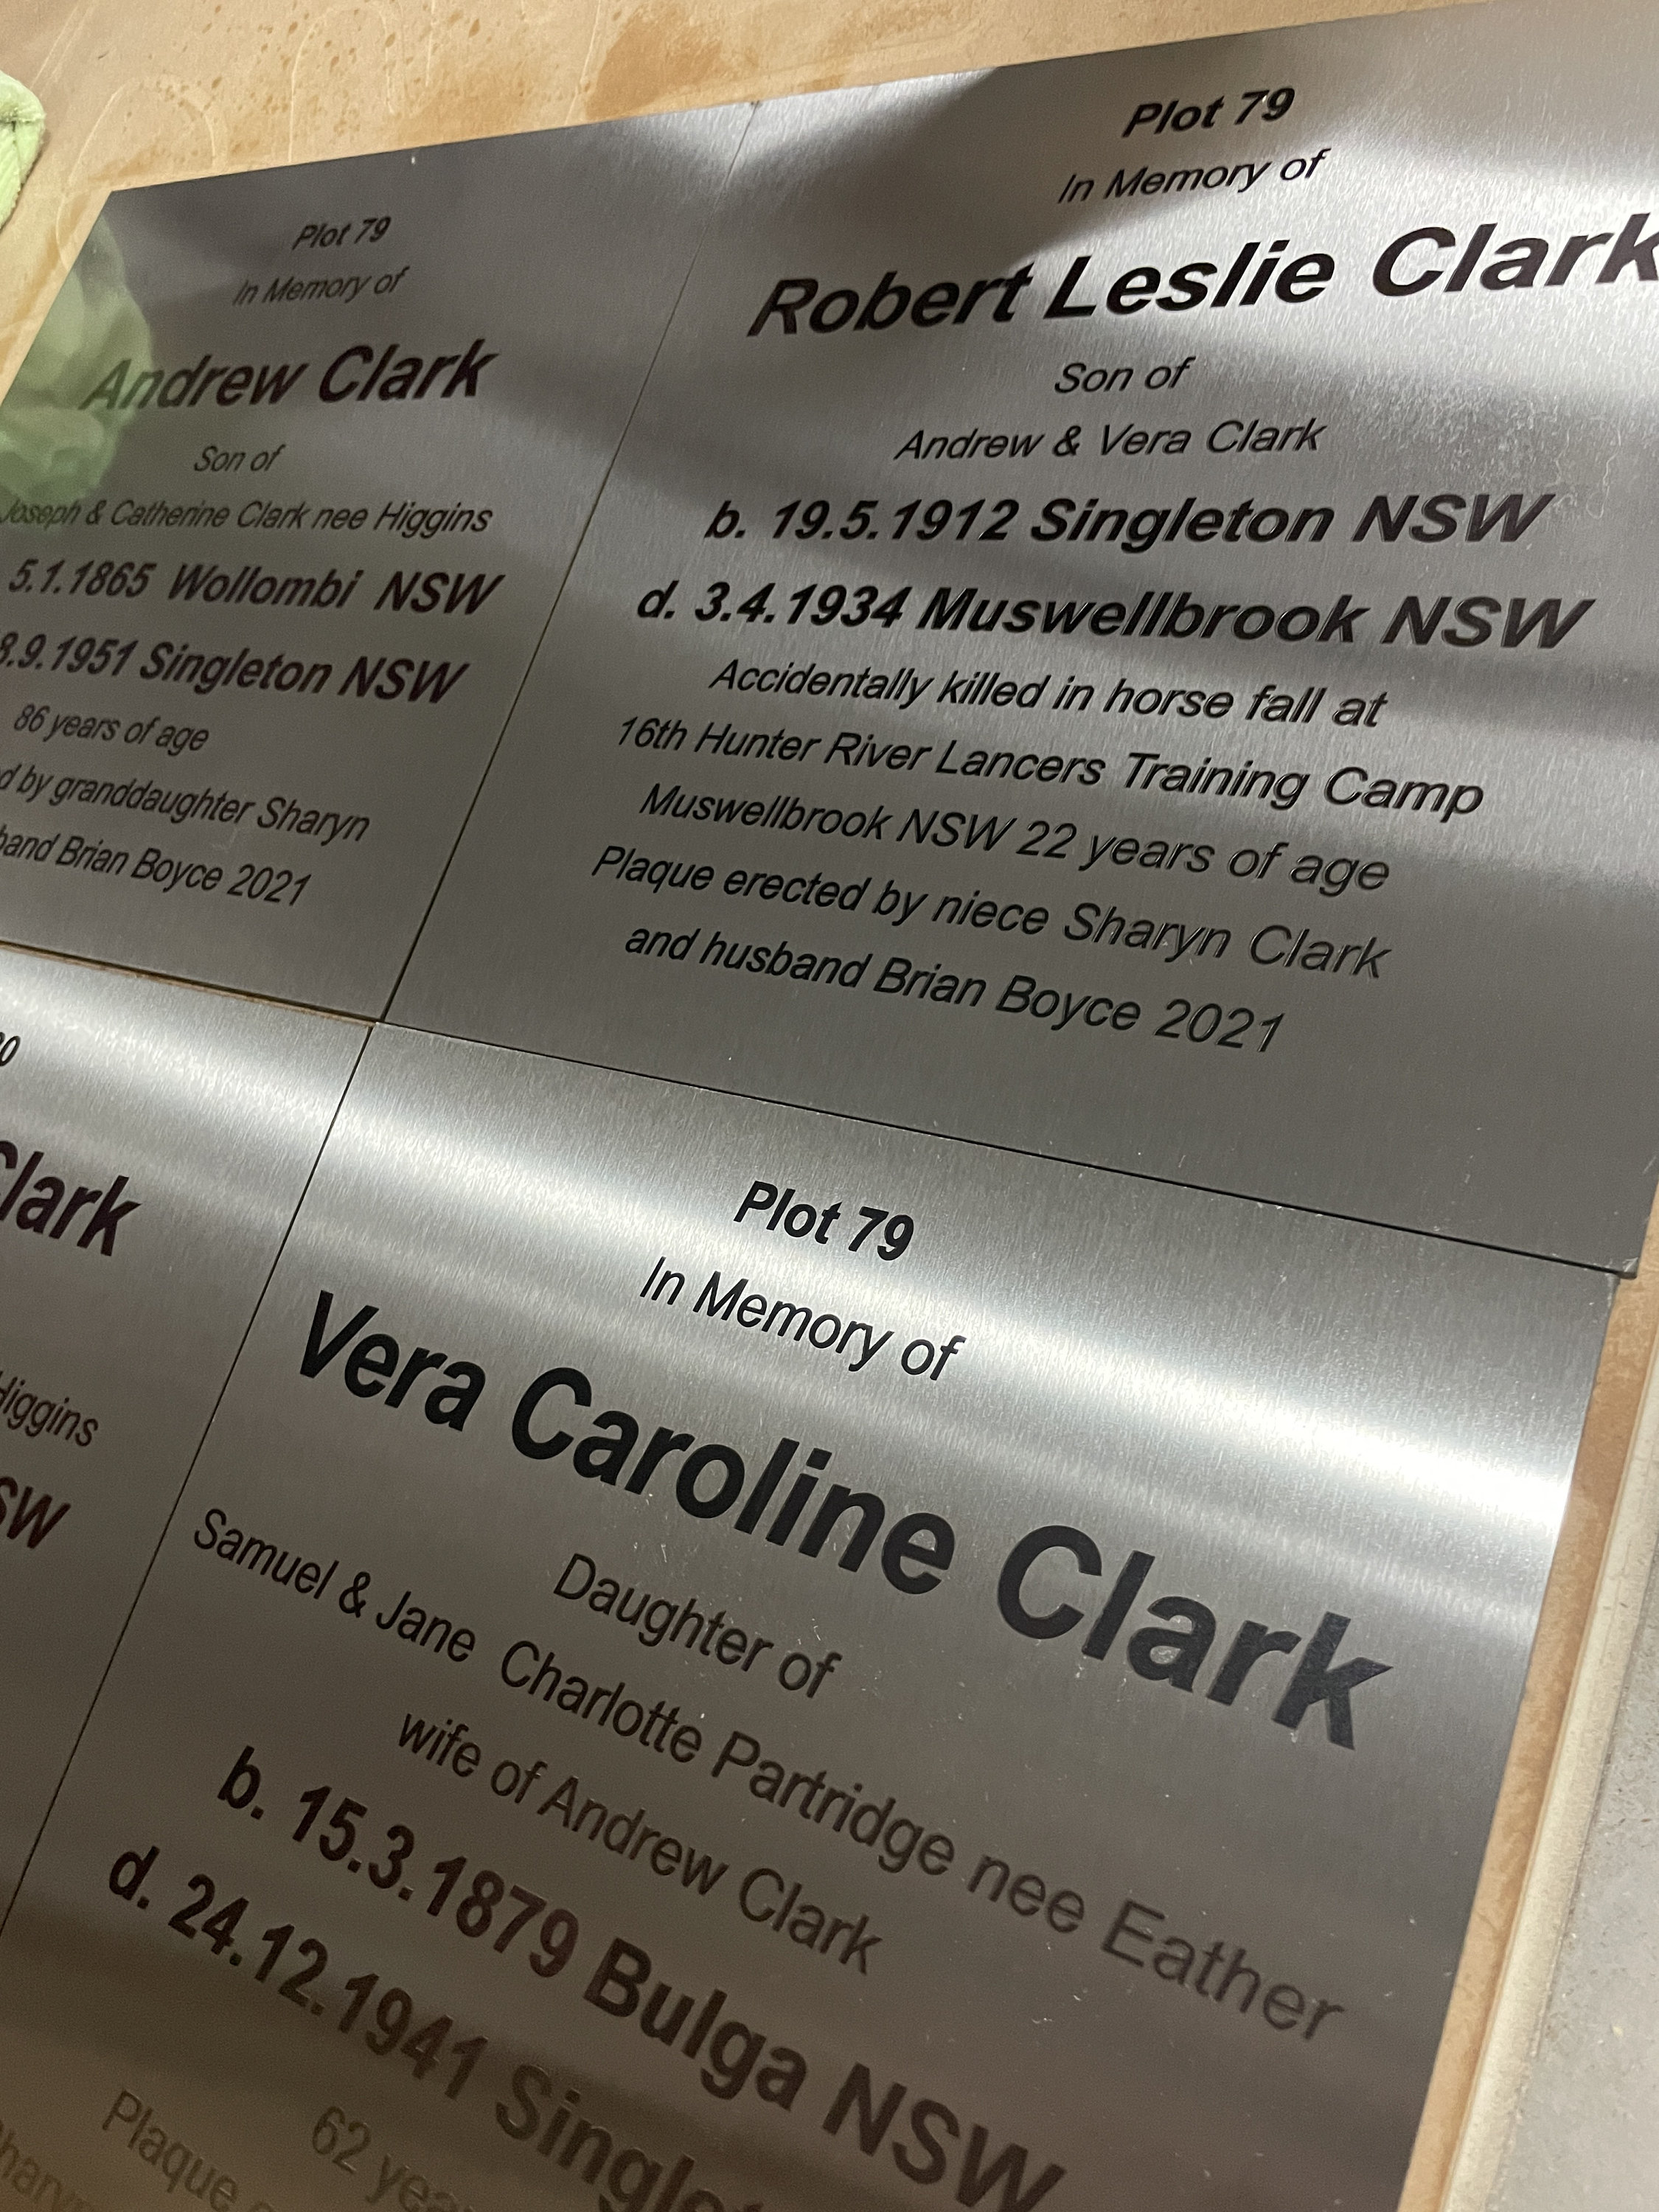 Plot 79
In Memory of
Andrew Clark
Son of
Joseph & Catherine Clark nee Higgins
5.1.1865 Wollombi NSW
8.9.1951 Singleton NSW
86 years of age
by granddaughter Sharyn
Brian Boyce 2021
Plot 79
In Memory of
Robert Leslie Clark
Son of
Andrew & Vera Clark
b. 19.5.1912 Singleton NSW
d. 3.4.1934 Muswellbrook NSW
Accidentally killed in horse fall at
16th Hunter River Lancers Training Camp
Muswellbrook NSW 22 years of age
Plaque erected by niece Sharyn Clark
and husband Brian Boyce 2021
Clark
Higgins
Plot 79
In Memory of
Vera Caroline Clark
Daughter of
Samuel & Jane Charlotte Partridge nee Eather
wife of Andrew Clark
b. 15.3.1879 Bulga NSW
d. 24.12.1941
62
Plaque